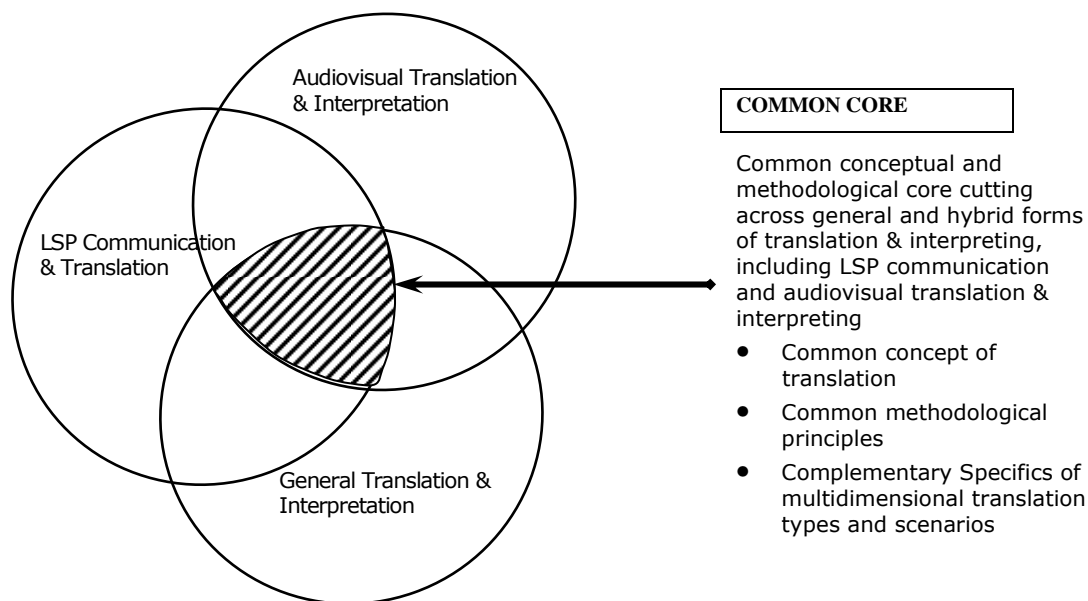 Audiovisual Translation
& Interpretation
LSP Communication
& Translation
General Translation &
Interpretation
COMMON CORE
Common conceptual and
methodological core cutting
across general and hybrid forms
of translation & interpreting,
including LSP communication
and audiovisual translation &
interpreting
• Common concept of
translation
• Common methodological
principles
• Complementary Specifics of
multidimensional translation
types and scenarios